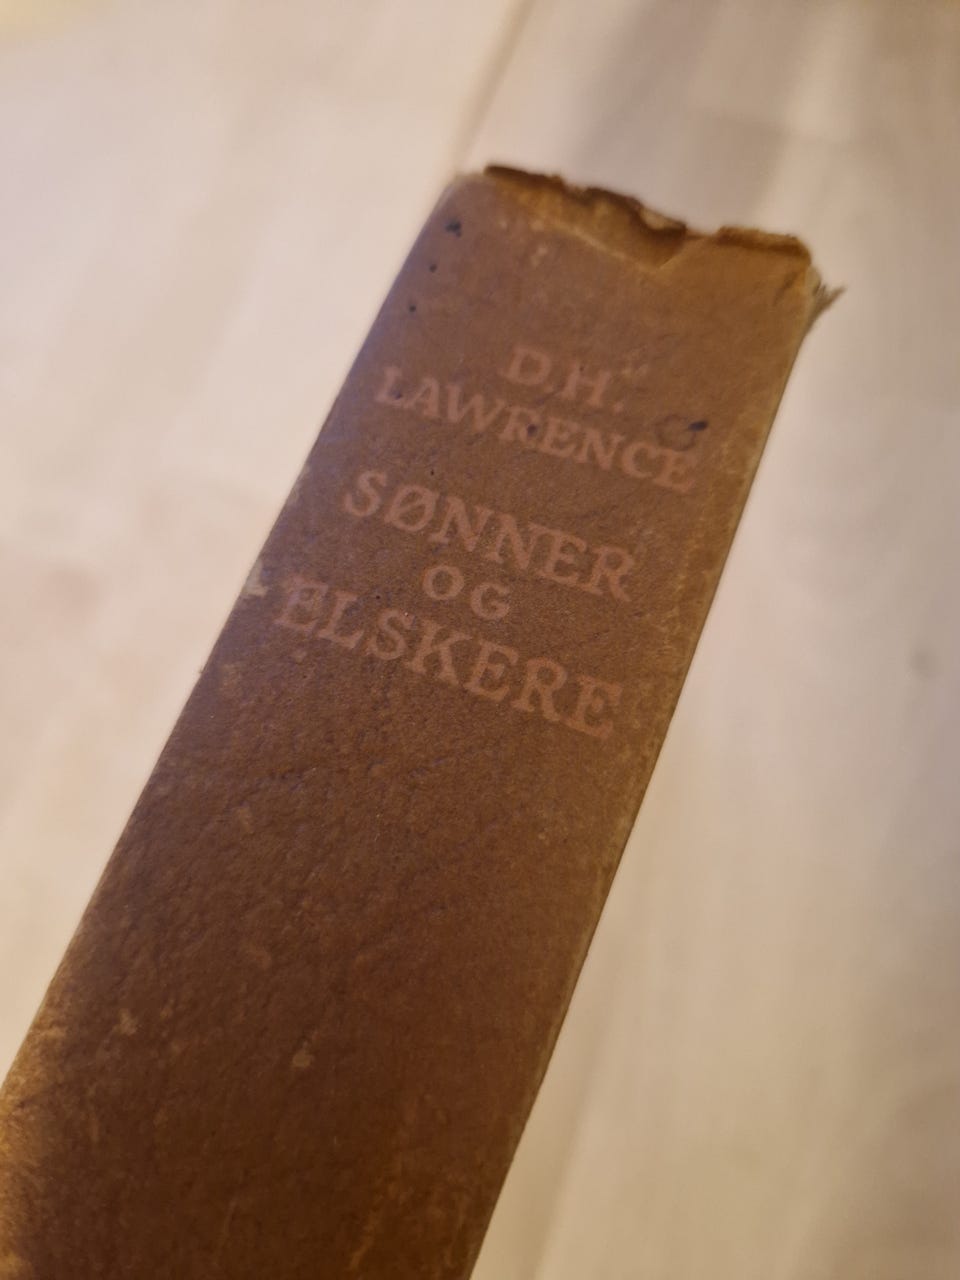 D.H.
LAWRENCE
SØNNER
OG
ELSKERE